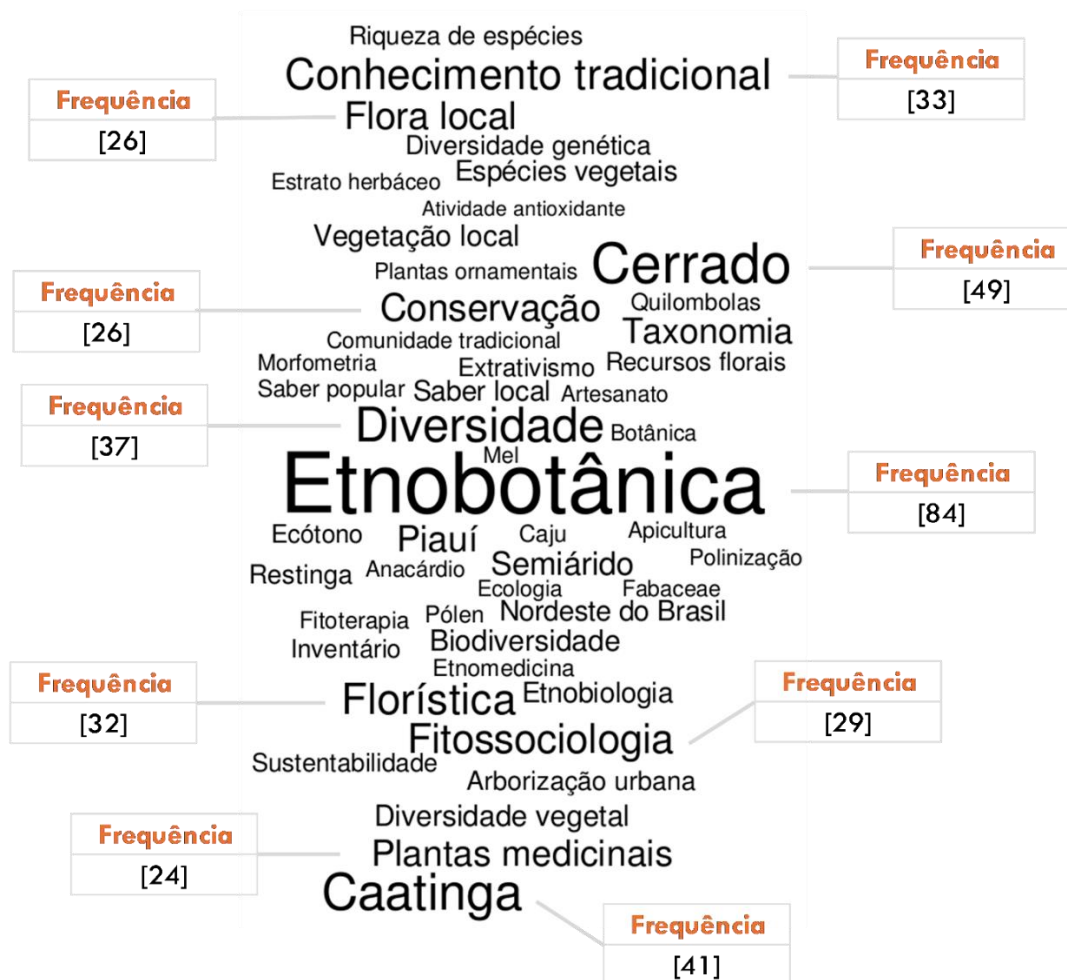 Riqueza de espécies
Conhecimento tradicional
Frequência
[33]
Frequência
[26]
Flora local
Diversidade genética
Estrato herbáceo
Espécies vegetais
Atividade antioxidante
Vegetação local
Plantas ornamentais
Cerrado
Frequência
[49]
Frequência
[26]
Conservação
Quilombolas
Taxonomia
Comunidade tradicional
Morfometria
Extrativismo
Recursos florais
Saber popular
Saber local
Artesanato
Frequência
[37]
Diversidade
Botânica
Mel
Etnobotânica
Frequência
[84]
Ecótono
Piauí
Caju
Apicultura
Polinização
Restinga
Anacárdio
Semiárido
Ecologia
Fabaceae
Fitoterapia
Pólen
Nordeste do Brasil
Inventário
Biodiversidade
Etnomedicina
Frequência
[32]
Florística
Etnobiologia
Frequência
[29]
Fitossociologia
Sustentabilidade
Arborização urbana
Diversidade vegetal
Frequência
[24]
Plantas medicinais
Caatinga
Frequência
[41]